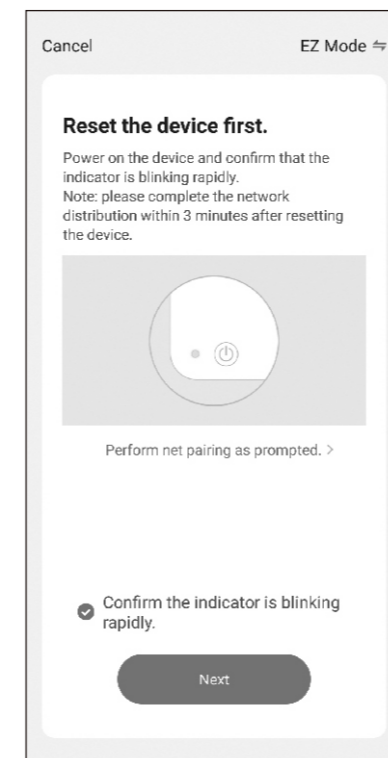 Cancel
EZ Mode
Reset the device first.
Power on the device and confirm that the
indicator is blinking rapidly.
Note: please complete the network
distribution within 3 minutes after resetting
the device.
Perform net pairing as prompted. >
Confirm the indicator is blinking
rapidly.
Next